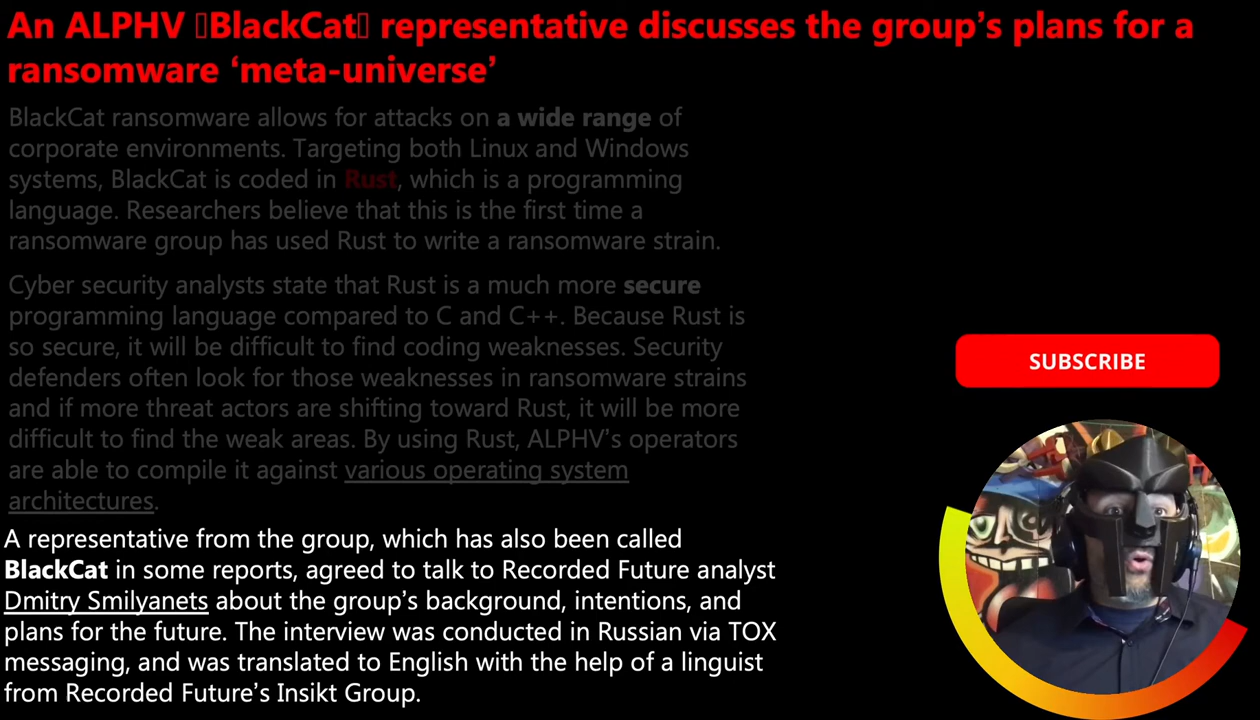 An ALPHV ▯BlackCat▯ representative discusses the group’s plans for a
ransomware ‘meta-universe’
BlackCat ransomware allows for attacks on a wide range of
corporate environments. Targeting both Linux and Windows
systems, BlackCat is coded in Rust, which is a programming
language. Researchers believe that this is the first time a
ransomware group has used Rust to write a ransomware strain.
Cyber security analysts state that Rust is a much more secure
programming language compared to C and C++. Because Rust is
so secure, it will be difficult to find coding weaknesses. Security
defenders often look for those weaknesses in ransomware strains
and if more threat actors are shifting toward Rust, it will be more
difficult to find the weak areas. By using Rust, ALPHV’s operators
are able to compile it against various operating system
architectures.
A representative from the group, which has also been called
BlackCat in some reports, agreed to talk to Recorded Future analyst
Dmitry Smilyanets about the group’s background, intentions, and
plans for the future. The interview was conducted in Russian via TOX
messaging, and was translated to English with the help of a linguist
from Recorded Future’s Insikt Group.
SUBSCRIBE